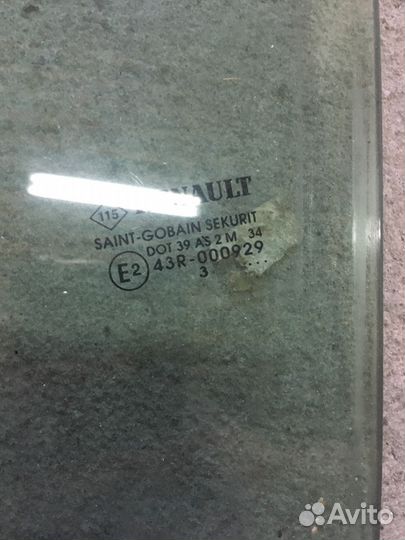 115 RENAULT
SAINT-GOBAIN SEKURIT
DOT 39 AS 2 M 34
E2 43R-000929
3 ...
Avito